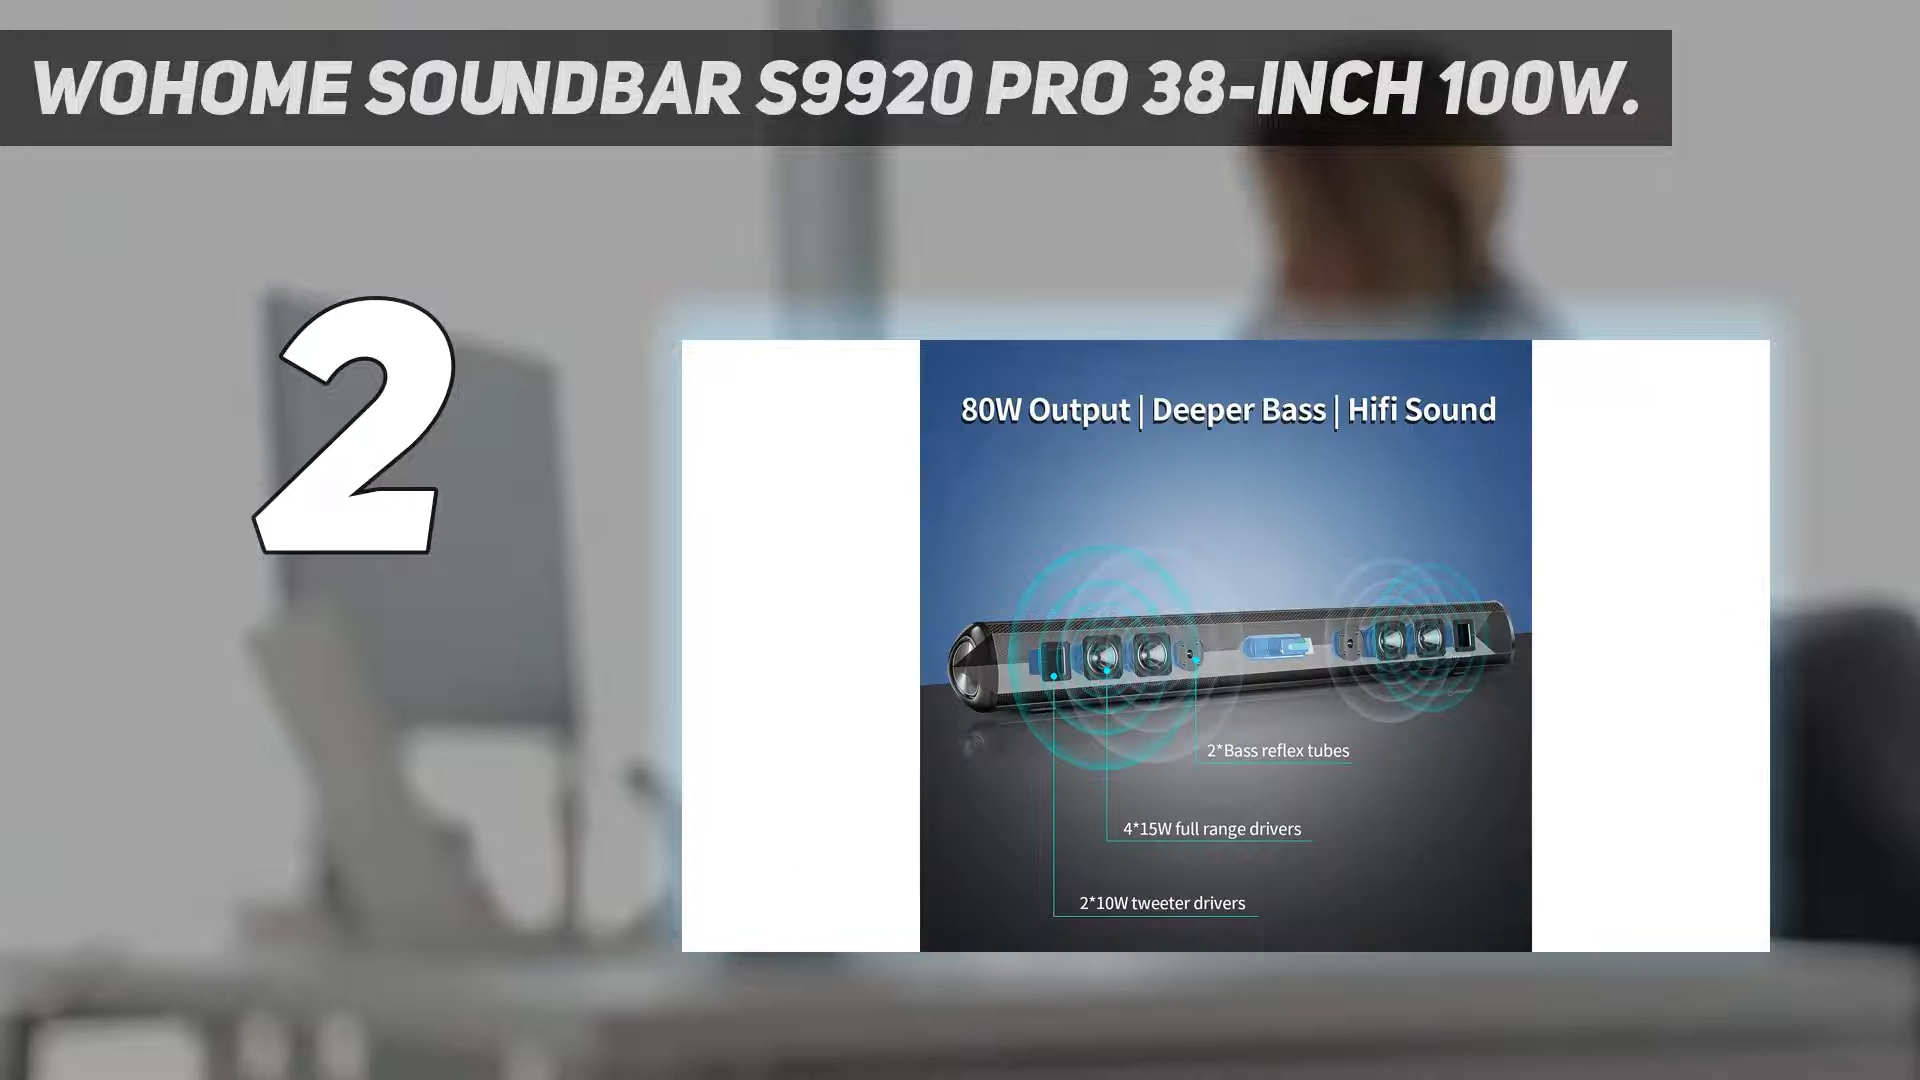 WOHOME SOUNDBAR S9920 PRO 38-INCH 100W.
2
80W Output | Deeper Bass | Hifi Sound
2*Bass reflex tubes
4*15W full range drivers
2*10W tweeter drivers